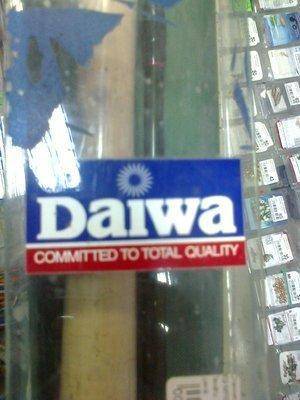 Daiwa
COMMITTED TO TOTAL QUALITY